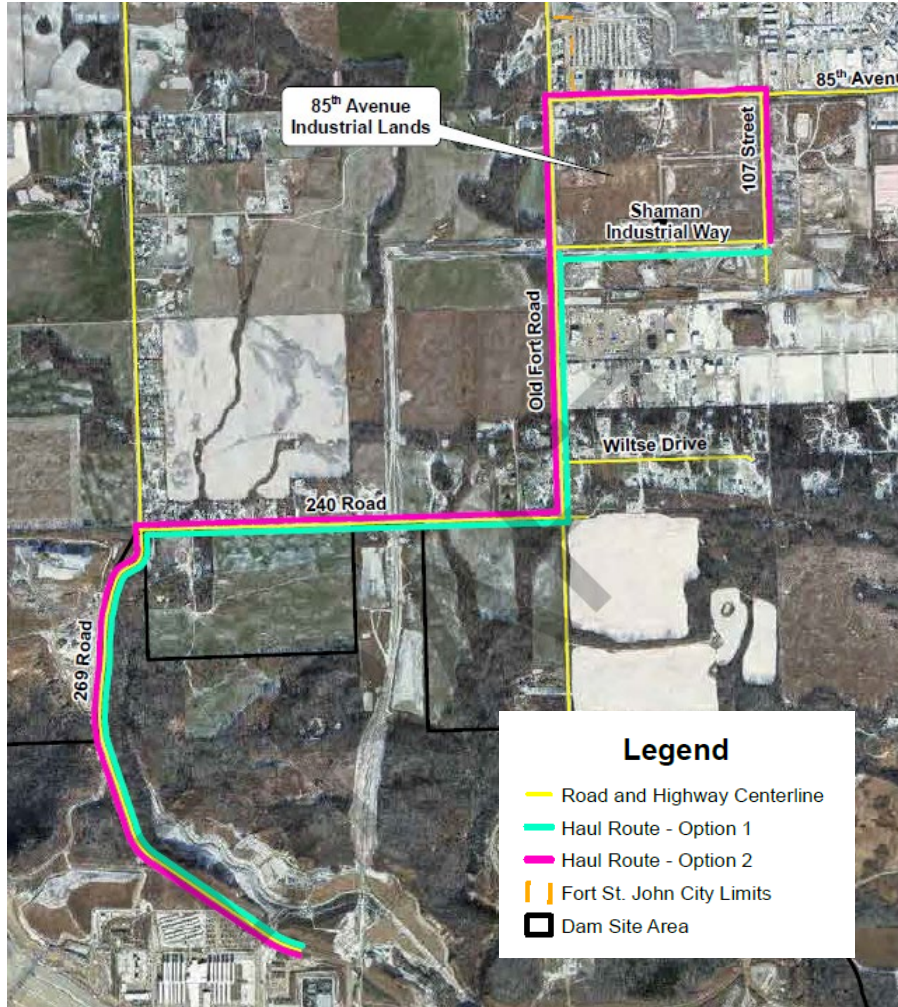 85th Avenue
85th Avenue
Industrial Lands
107 Street
Shaman
Industrial Way
Old Fort Road
Wiltse Drive
240 Road
269 Road
Legend
Road and Highway Centerline
Haul Route - Option 1
Haul Route - Option 2
Fort St. John City Limits
Dam Site Area